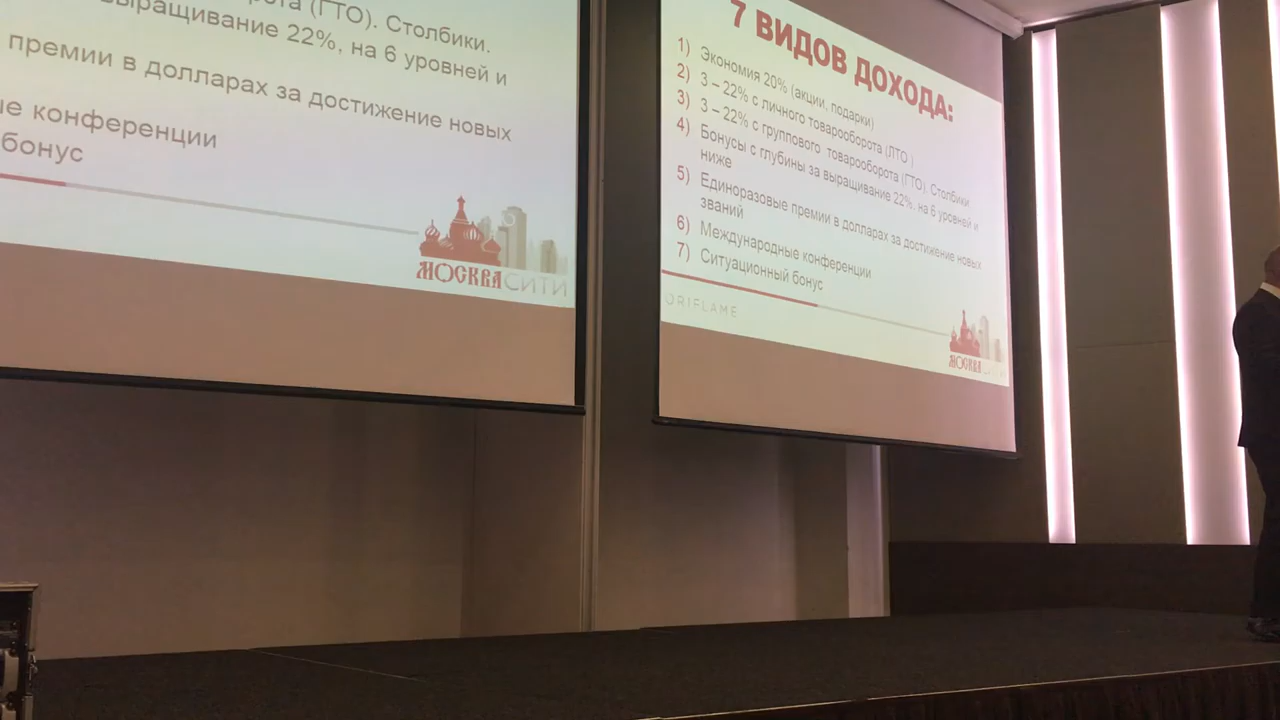 рота (ГТО). Столбики.
выращивание 22%, на 6 уровней и
премии в долларах за достижение новых
ые конференции
бонус
МОСКВА СИТИ
7 ВИДОВ ДОХОДА:
1) Экономия 20% (акции, подарки)
2) 3 – 22% с личного товарооборота (ЛТО )
3) 3 – 22% с группового товарооборота (ГТО). Столбики
4) Бонусы с глубины за выращивание 22%, на 6 уровней и
ниже
5) Единоразовые премии в долларах за достижение новых
званий
6) Международные конференции
7) Ситуационный бонус
ORIFLAME
МОСКВА